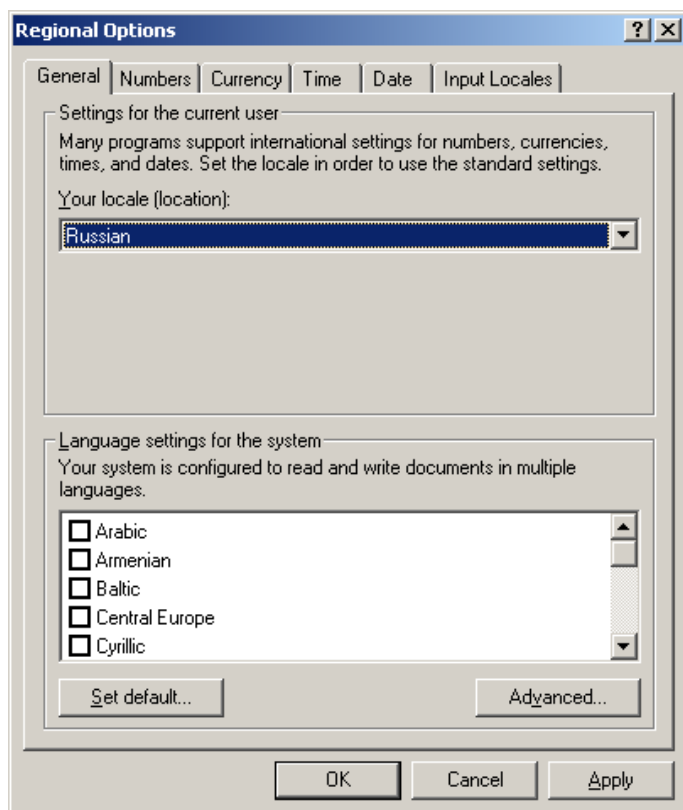 Regional Options
General Numbers Currency Time Date Input Locales
Settings for the current user
Many programs support international settings for numbers, currencies,
times, and dates. Set the locale in order to use the standard settings.
Your locale (location):
Russian
Language settings for the system
Your system is configured to read and write documents in multiple
languages.
Arabic
Armenian
Baltic
Central Europe
Cyrillic
Set default... Advanced...
OK Cancel Apply